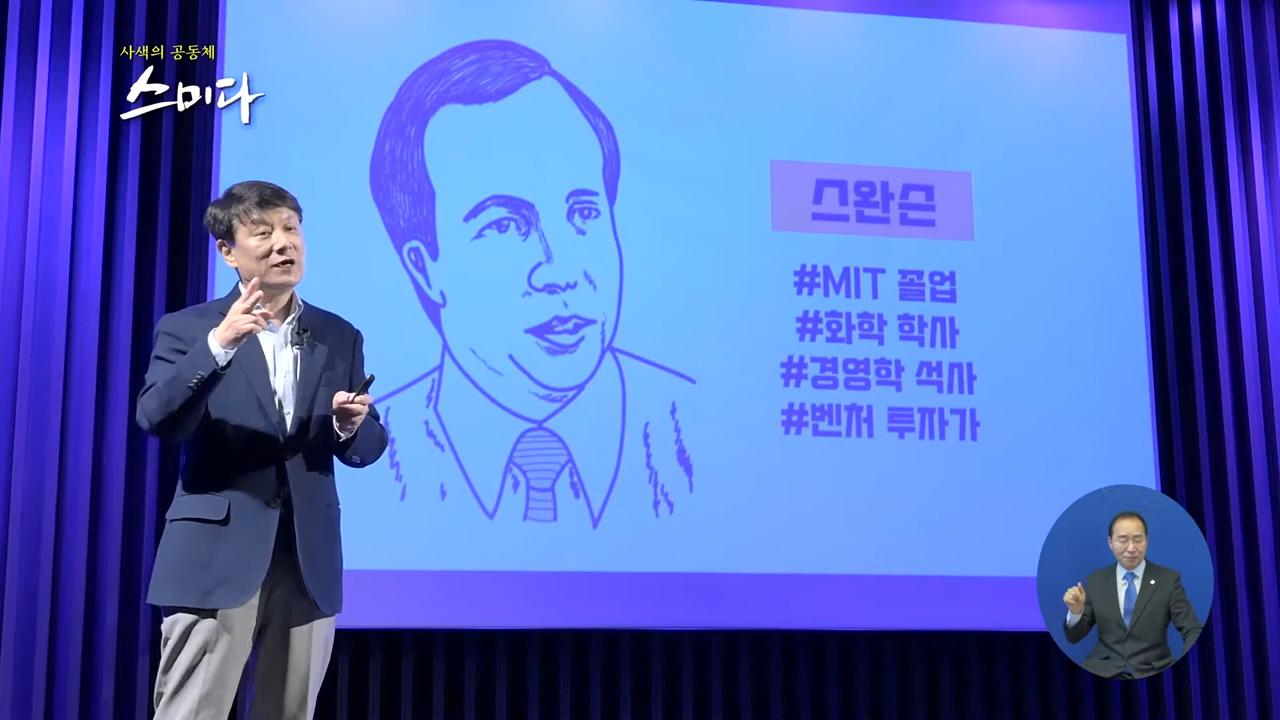 사색의 공동체
스미다
스완슨
#MIT 졸업
#화학 학사
#경영학 석사
#벤처 투자가